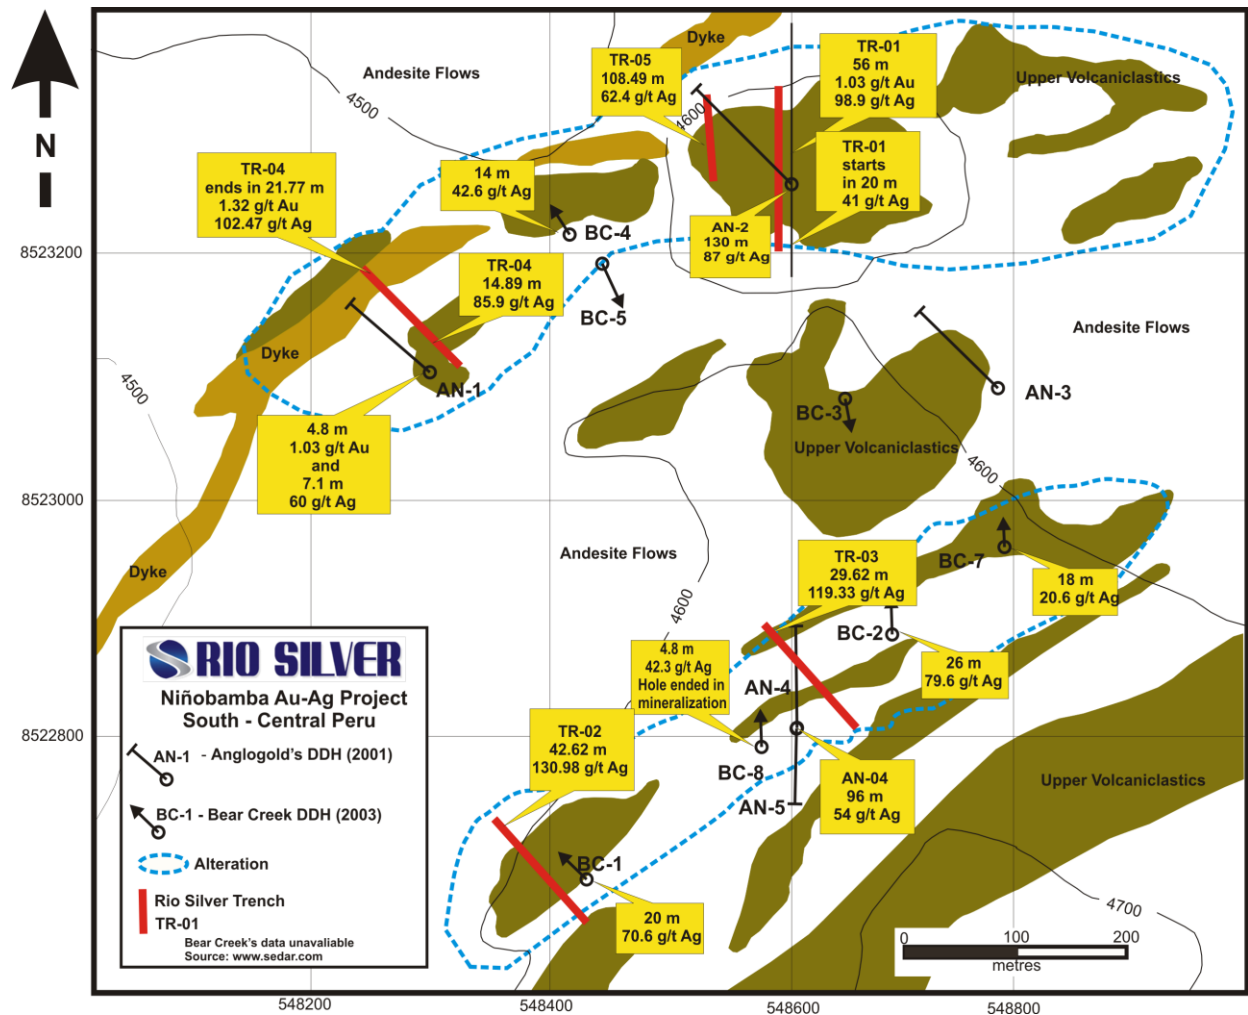 Dyke
Andesite Flows
4500
TR-05
108.49 m
62.4 g/t Ag
TR-01
56 m
1.03 g/t Au
98.9 g/t Ag
Upper Volcaniclastics
4600
N
TR-04
ends in 21.77 m
1.32 g/t Au
102.47 g/t Ag
14 m
42.6 g/t Ag
TR-01
starts
in 20 m
41 g/t Ag
AN-2
130 m
87 g/t Ag
BC-4
8523200
TR-04
14.89 m
85.9 g/t Ag
BC-5
Andesite Flows
Dyke
4500
AN-1
AN-3
BC-3
4.8 m
1.03 g/t Au
and
7.1 m
60 g/t Ag
Upper Volcaniclastics
4600
8523000
Andesite Flows
TR-03
29.62 m
119.33 g/t Ag
BC-7
Dyke
18 m
20.6 g/t Ag
4600
BC-2
4.8 m
42.3 g/t Ag
Hole ended in
mineralization
26 m
79.6 g/t Ag
AN-4
8522800
TR-02
42.62 m
130.98 g/t Ag
BC-8
AN-04
96 m
54 g/t Ag
AN-5
Upper Volcaniclastics
BC-1
20 m
70.6 g/t Ag
4700
RIO SILVER
Niñobamba Au-Ag Project
South - Central Peru
AN-1 - Anglogold's DDH (2001)
BC-1 - Bear Creek DDH (2003)
Alteration
Rio Silver Trench
TR-01
Bear Creek's data unavaliable
Source: www.sedar.com
0 100 200
metres
548200 548400 548600 548800